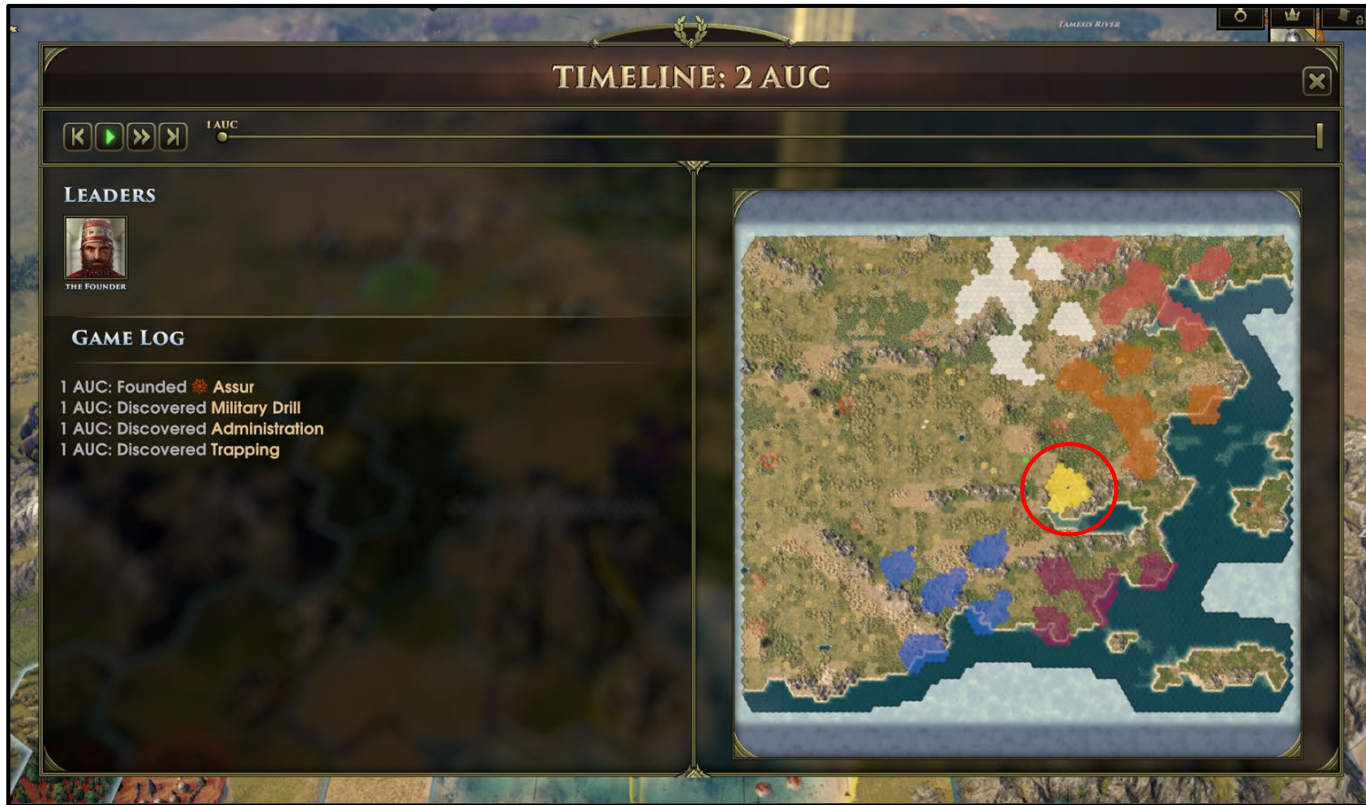 TAMESIS RIVER
TIMELINE: 2 AUC
1 AUC
LEADERS
THE FOUNDER
GAME LOG
1 AUC: Founded Assur
1 AUC: Discovered Military Drill
1 AUC: Discovered Administration
1 AUC: Discovered Trapping